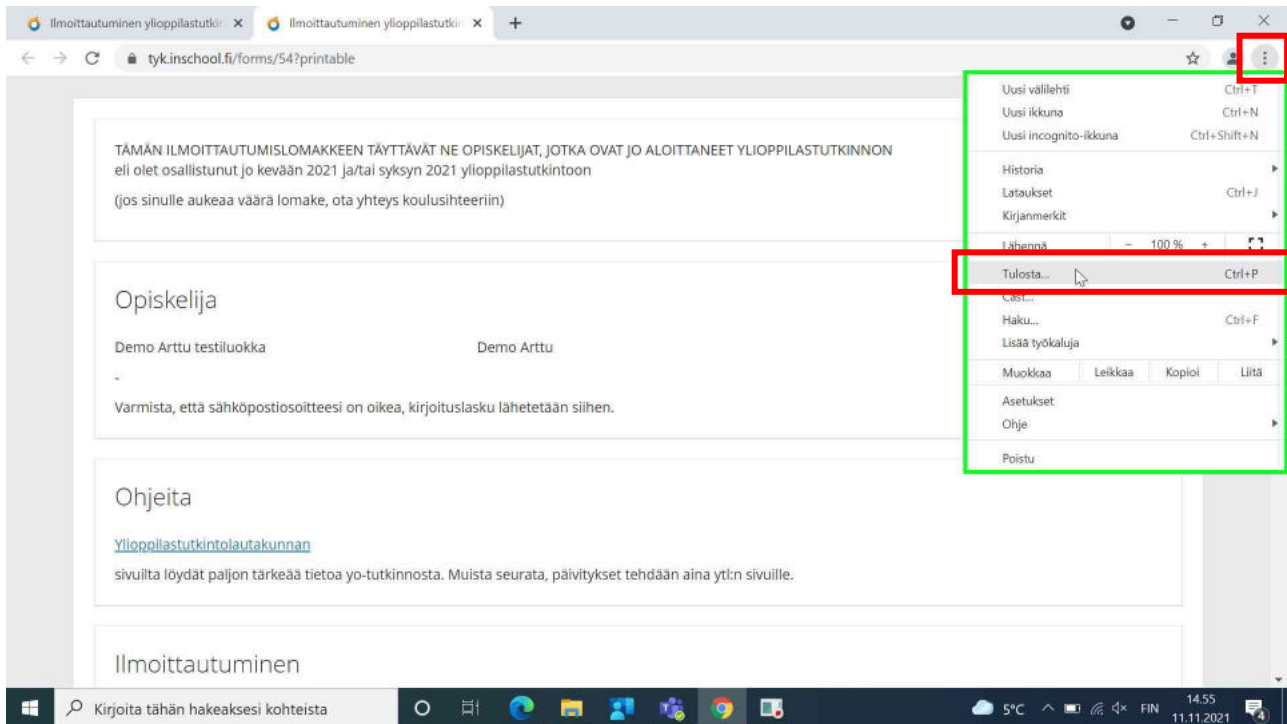 Ilmoittautuminen ylioppilastutkin
Ilmoittautuminen ylioppilastutkin
tyk.inschool.fi/forms/54?printable
TÄMÄN ILMOITTAUTUMISLOMAKKEEN TÄYTTÄVÄT NE OPISKELIJAT, JOTKA OVAT JO ALOITTANEET YLIOPPILASTUTKINNON
eli olet osallistunut jo kevään 2021 ja/tai syksyn 2021 ylioppilastutkintoon
(jos sinulle aukeaa väärä lomake, ota yhteys koulusihteeriin)
Opiskelija
Demo Arttu testiluokka Demo Arttu
-
Varmista, että sähköpostiosoitteesi on oikea, kirjoituslasku lähetetään siihen.
Ohjeita
Ylioppilastutkintolautakunnan
sivuilta löydät paljon tärkeää tietoa yo-tutkinnosta. Muista seurata, päivitykset tehdään aina ytl:n sivuille.
Ilmoittautuminen
Uusi välilehti Ctrl+T
Uusi ikkuna Ctrl+N
Uusi incognito-ikkuna Ctrl+Shift+N
Historia
Lataukset Ctrl+J
Kirjanmerkit
Lähennä - 100 % +
Tulosta... Ctrl+P
Cast...
Haku... Ctrl+F
Lisää työkaluja
Muokkaa Leikkaa Kopioi Liitä
Asetukset
Ohje
Poistu
Kirjoita tähän hakeaksesi kohteista
5°C FIN 14.55
11.11.2021
4